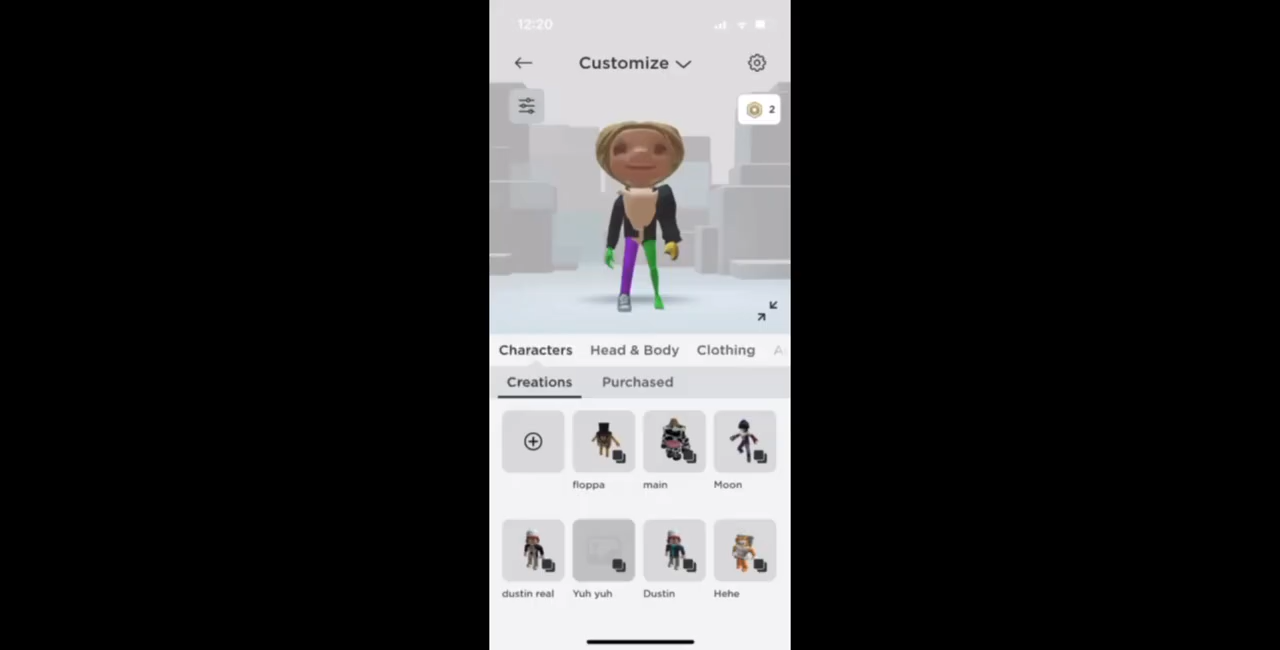 12:20
Customize
2
Characters Head & Body Clothing A
Creations Purchased
floppa main Moon
dustin real Yuh yuh Dustin Hehe